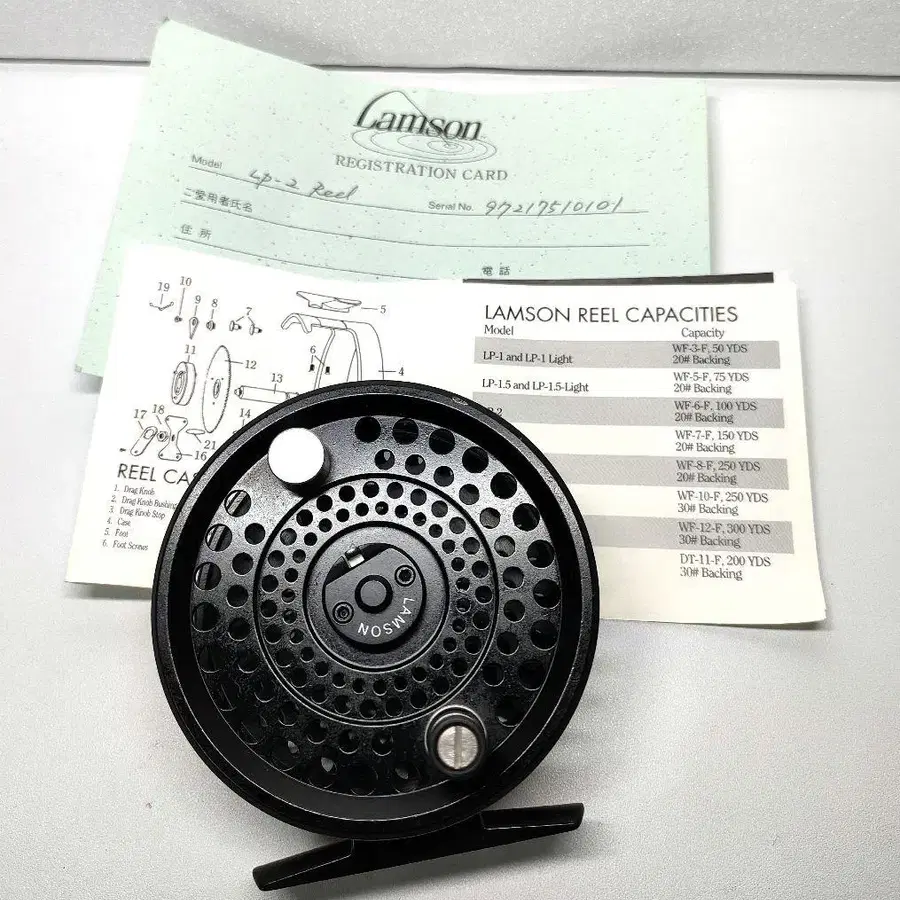 Lamson
REGISTRATION CARD
Model LP-2 Reel Serial No. 97217510101
ご愛用者氏名
住所
電話
19
10
9
8
7
5
11
12
6
13
4
14
18
17
21
16
REEL CAS
1. Drag Knob
2. Drag Knob Bushing
3. Drag Knob Stop
4. Case
5. Foot
6. Foot Screws
LAMSON REEL CAPACITIES
Model Capacity
LP-1 and LP-1 Light WF-3-F, 50 YDS
20# Backing
LP-1.5 and LP-1.5-Light WF-5-F, 75 YDS
20# Backing
WF-6-F, 100 YDS
20# Backing
WF-7-F, 150 YDS
20# Backing
WF-8-F, 250 YDS
20# Backing
WF-10-F, 250 YDS
30# Backing
WF-12-F, 300 YDS
30# Backing
DT-11-F, 200 YDS
30# Backing
LAMSON